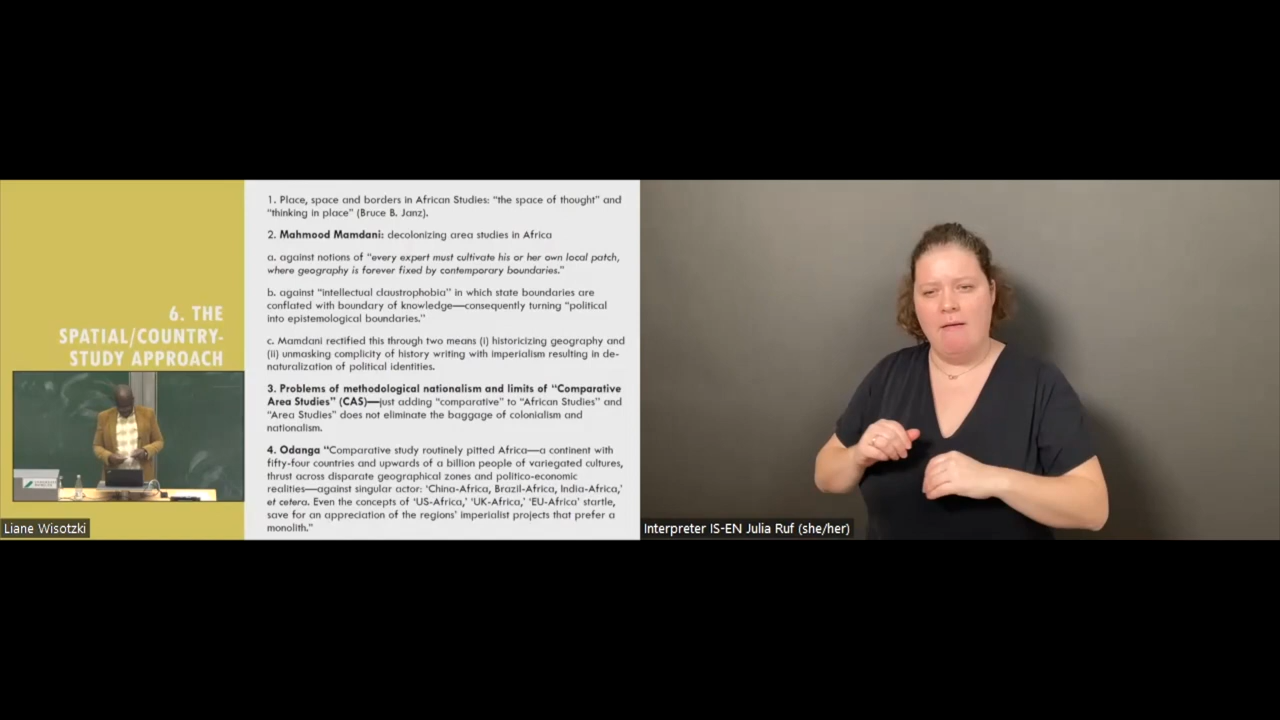 6. THE
SPATIAL/COUNTRY-
STUDY APPROACH
1. Place, space and borders in African Studies: “the space of thought” and
“thinking in place” (Bruce B. Janz).
2. Mahmood Mamdani: decolonizing area studies in Africa
a. against notions of “every expert must cultivate his or her own local patch,
where geography is forever fixed by contemporary boundaries.”
b. against “intellectual claustrophobia” in which state boundaries are
conflated with boundary of knowledge—consequently turning “political
into epistemological boundaries.”
c. Mamdani rectified this through two means (i) historicizing geography and
(ii) unmasking complicity of history writing with imperialism resulting in de-
naturalization of political identities.
3. Problems of methodological nationalism and limits of “Comparative
Area Studies” (CAS)—just adding “comparative” to “African Studies” and
“Area Studies” does not eliminate the baggage of colonialism and
nationalism.
4. Odanga “Comparative study routinely pitted Africa—a continent with
fifty-four countries and upwards of a billion people of variegated cultures,
thrust across disparate geographical zones and politico-economic
realities—against singular actor: ‘China-Africa, Brazil-Africa, India-Africa,’
et cetera. Even the concepts of ‘US-Africa,’ ‘UK-Africa,’ ‘EU-Africa’ startle,
save for an appreciation of the regions’ imperialist projects that prefer a
monolith.”
Liane Wisotzki
Interpreter IS-EN Julia Ruf (she/her)